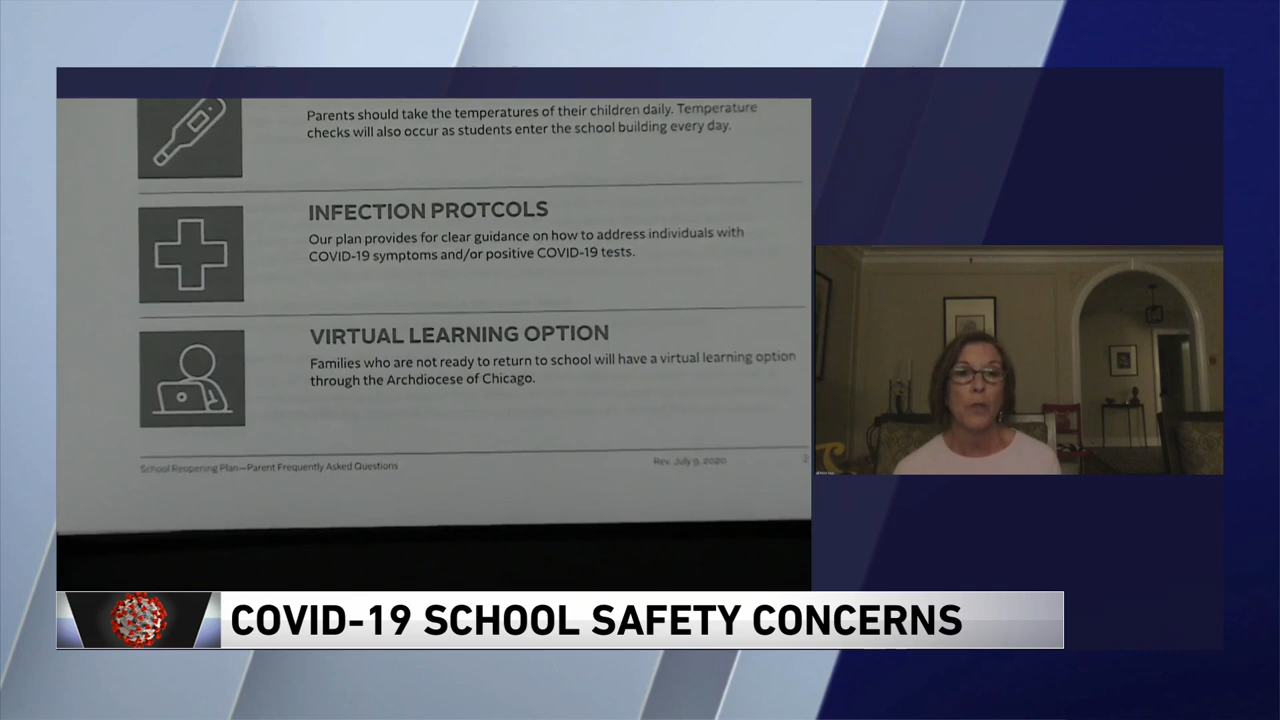 Parents should take the temperatures of their children daily. Temperature
checks will also occur as students enter the school building every day.
INFECTION PROTCOLS
Our plan provides for clear guidance on how to address individuals with
COVID-19 symptoms and/or positive COVID-19 tests.
VIRTUAL LEARNING OPTION
Families who are not ready to return to school will have a virtual learning option
through the Archdiocese of Chicago.
School Reopening Plan—Parent Frequently Asked Questions
Rev. July 9, 2020
2
COVID-19 SCHOOL SAFETY CONCERNS